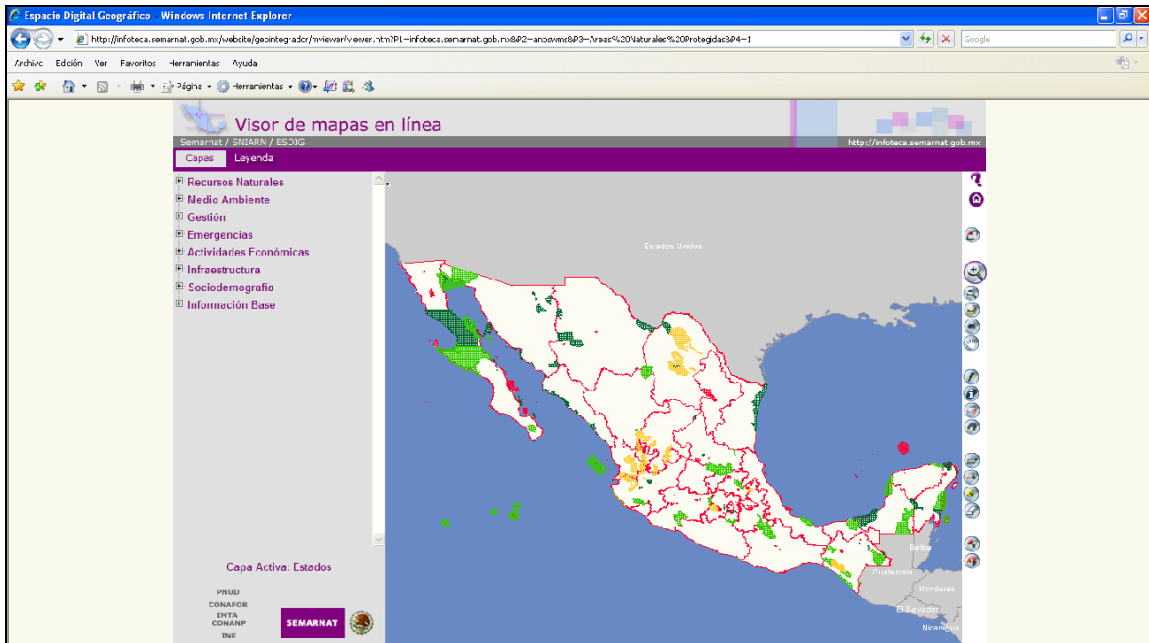 Espacio Digital Geográfico - Windows Internet Explorer
Google
Archivo Edición Ver Favoritos Herramientas Ayuda
Página Herramientas
Visor de mapas en línea
Semarnat / SNIARN / ESDIG
http://infoteca.semarnat.gob.mx
Capas Leyenda
Recursos Naturales
Medio Ambiente
Gestión
Emergencias
Actividades Económicas
Infraestructura
Sociodemografía
Información Base
Estados Unidos
Belice
Guatemala
Honduras
El Salvador
Nicaragua
Capa Activa: Estados
PNUD
CONAFOR
IMTA
CONANP
INE
SEMARNAT